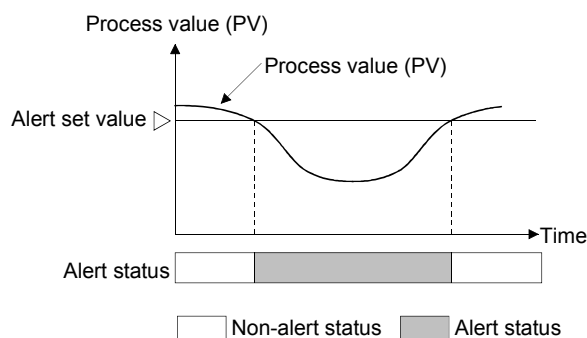 Process value (PV)
Process value (PV)
Alert set value
Time
Alert status
Non-alert status
Alert status